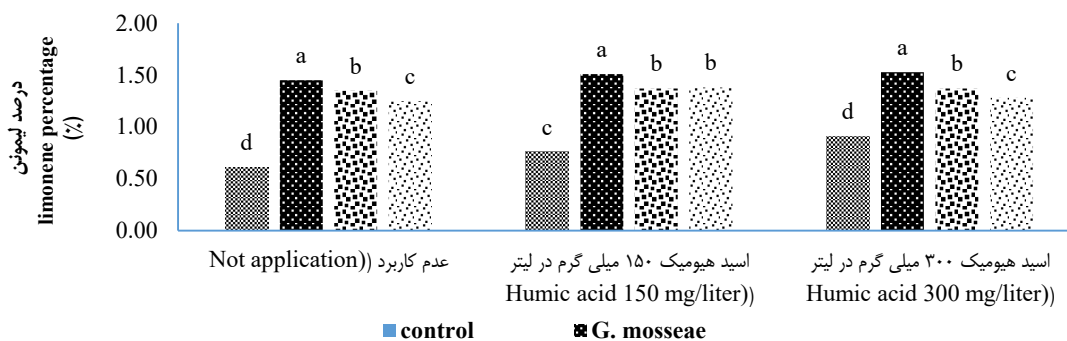 درصد لیمونن
limonene percentage
(%)
2.00
1.50
1.00
0.50
0.00
d
a
b
c
c
a
b
b
d
a
b
c
عدم کاربرد ((Not application
اسید هیومیک ۱۵۰ میلی گرم در لیتر
Humic acid 150 mg/liter))
اسید هیومیک ۳۰۰ میلی گرم در لیتر
Humic acid 300 mg/liter))
control
G. mosseae